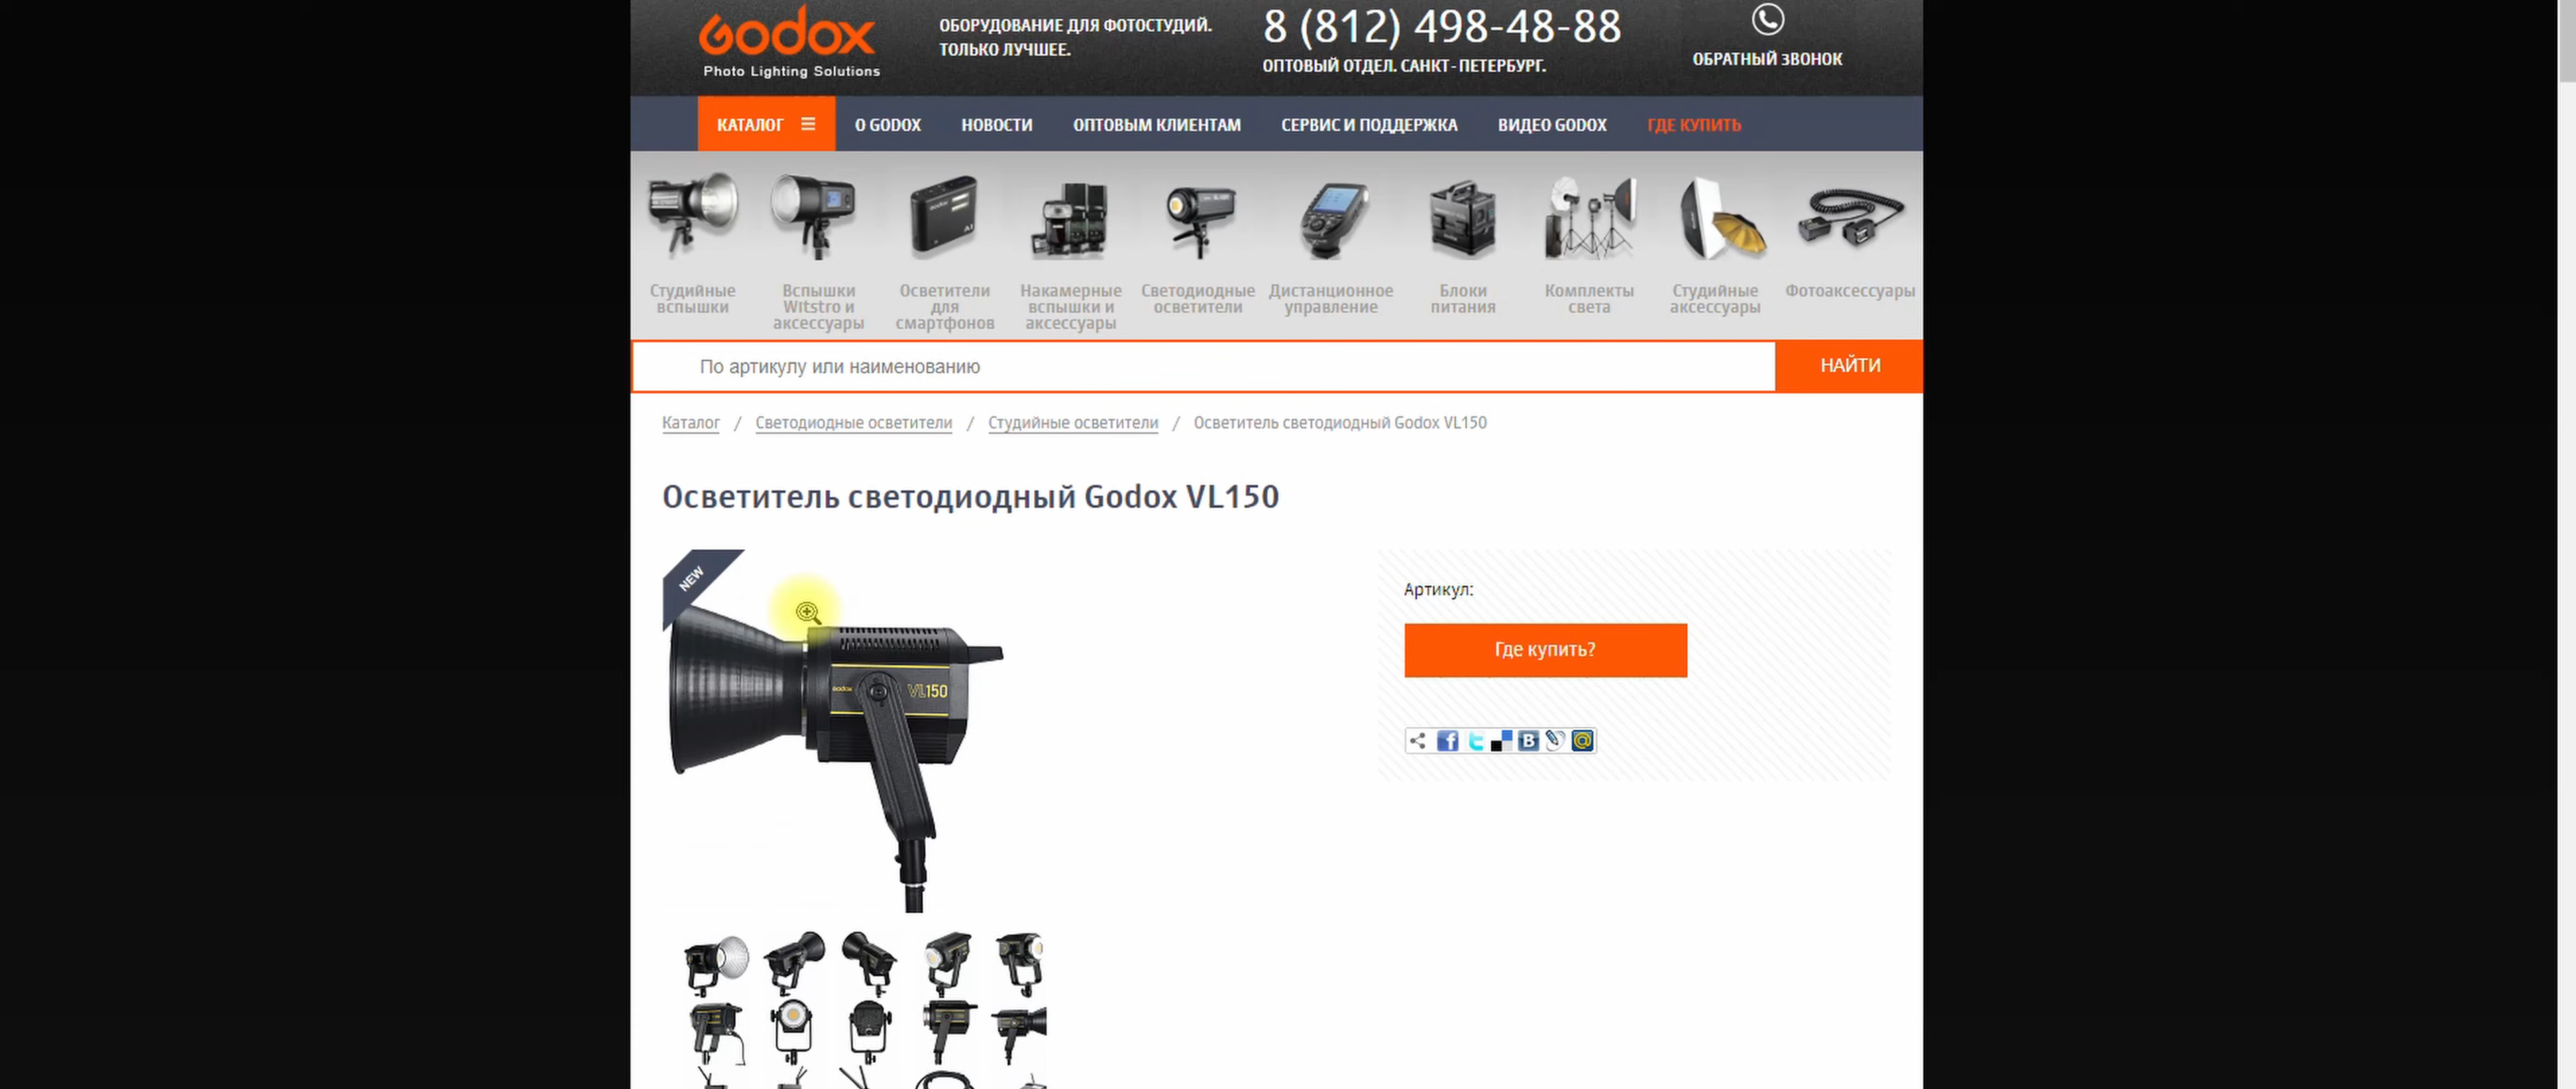 Godox
Photo Lighting Solutions
ОБОРУДОВАНИЕ ДЛЯ ФОТОСТУДИЙ.
ТОЛЬКО ЛУЧШЕЕ.
8 (812) 498-48-88
ОПТОВЫЙ ОТДЕЛ. САНКТ-ПЕТЕРБУРГ.
ОБРАТНЫЙ ЗВОНОК
КАТАЛОГ
О GODOX
НОВОСТИ
ОПТОВЫМ КЛИЕНТАМ
СЕРВИС И ПОДДЕРЖКА
ВИДЕО GODOX
ГДЕ КУПИТЬ
Студийные
вспышки
Вспышки
Witstro и
аксессуары
Осветители
для
смартфонов
Накамерные
вспышки и
аксессуары
Светодиодные
осветители
Дистанционное
управление
Блоки
питания
Комплекты
света
Студийные
аксессуары
Фотоаксессуары
По артикулу или наименованию
НАЙТИ
Каталог / Светодиодные осветители / Студийные осветители / Осветитель светодиодный Godox VL150
Осветитель светодиодный Godox VL150
NEW
Godox VL150
Артикул:
Где купить?